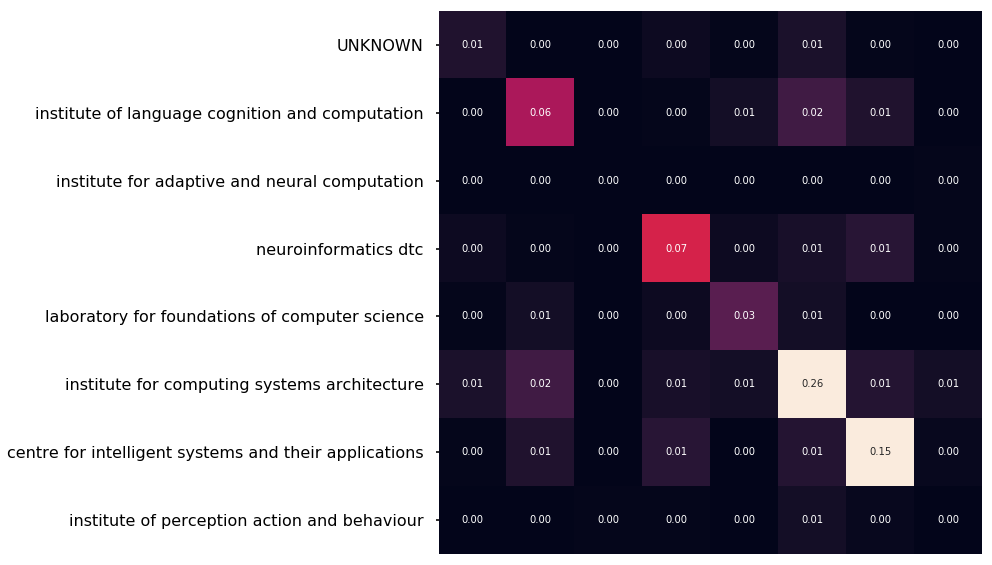 UNKNOWN 0.01 0.00 0.00 0.00 0.00 0.01 0.00 0.00
institute of language cognition and computation 0.00 0.06 0.00 0.00 0.01 0.02 0.01 0.00
institute for adaptive and neural computation 0.00 0.00 0.00 0.00 0.00 0.00 0.00 0.00
neuroinformatics dtc 0.00 0.00 0.00 0.07 0.00 0.01 0.01 0.00
laboratory for foundations of computer science 0.00 0.01 0.00 0.00 0.03 0.01 0.00 0.00
institute for computing systems architecture 0.01 0.02 0.00 0.01 0.01 0.26 0.01 0.01
centre for intelligent systems and their applications 0.00 0.01 0.00 0.01 0.00 0.01 0.15 0.00
institute of perception action and behaviour 0.00 0.00 0.00 0.00 0.00 0.01 0.00 0.00